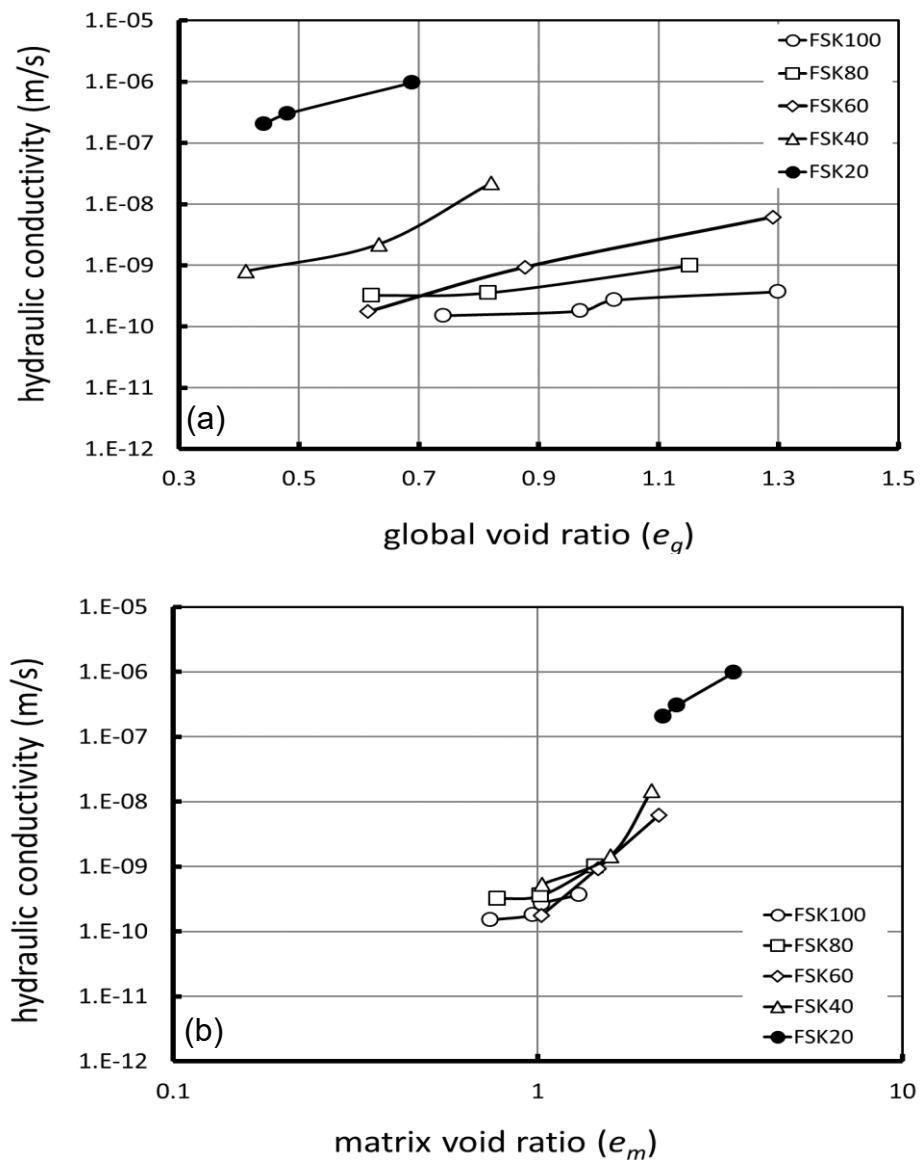 hydraulic conductivity (m/s)
1.E-05
1.E-06
1.E-07
1.E-08
1.E-09
1.E-10
1.E-11
1.E-12
FSK100
FSK80
FSK60
FSK40
FSK20
(a)
0.3 0.5 0.7 0.9 1.1 1.3 1.5
global void ratio (eg)
hydraulic conductivity (m/s)
1.E-05
1.E-06
1.E-07
1.E-08
1.E-09
1.E-10
1.E-11
1.E-12
FSK100
FSK80
FSK60
FSK40
FSK20
(b)
0.1 1 10
matrix void ratio (em)